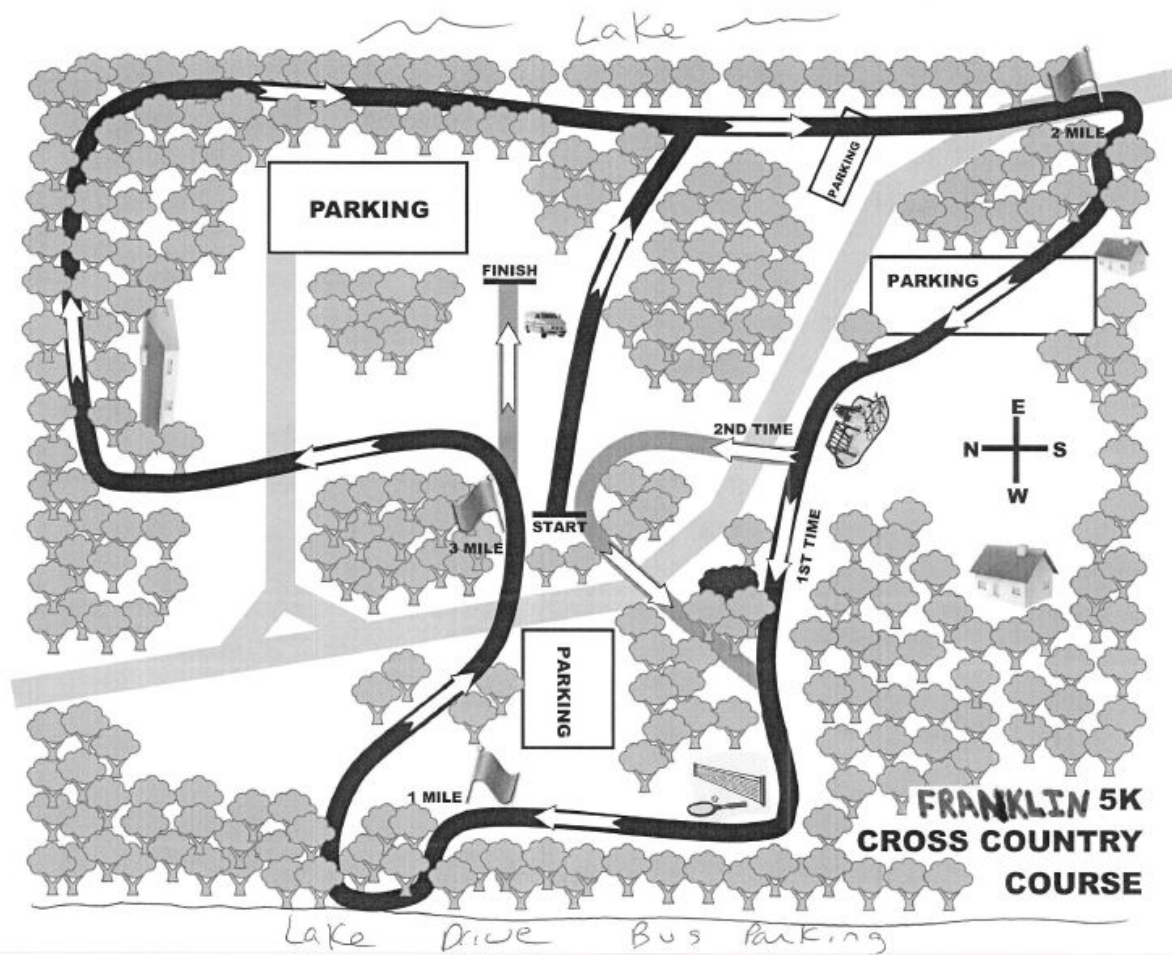 Lake
2 MILE
PARKING
PARKING
FINISH
PARKING
2ND TIME
E
N S
W
START
3 MILE
1ST TIME
PARKING
1 MILE
FRANKLIN 5K
CROSS COUNTRY
COURSE
Lake Drive Bus Parking